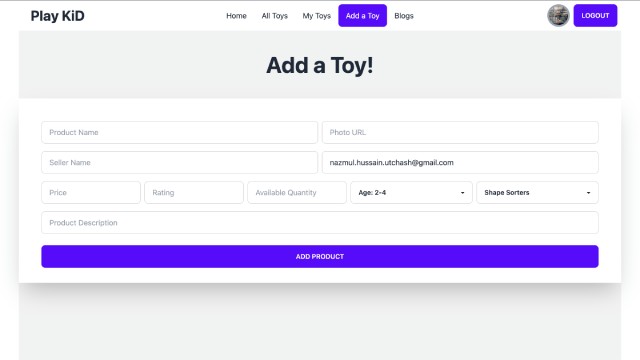 Play KiD Home All Toys My Toys Add a Toy Blogs LOGOUT
Add a Toy!
Product Name Photo URL
Seller Name nazmul.hussain.utchash@gmail.com
Price Rating Available Quantity Age: 2-4 Shape Sorters
Product Description
ADD PRODUCT